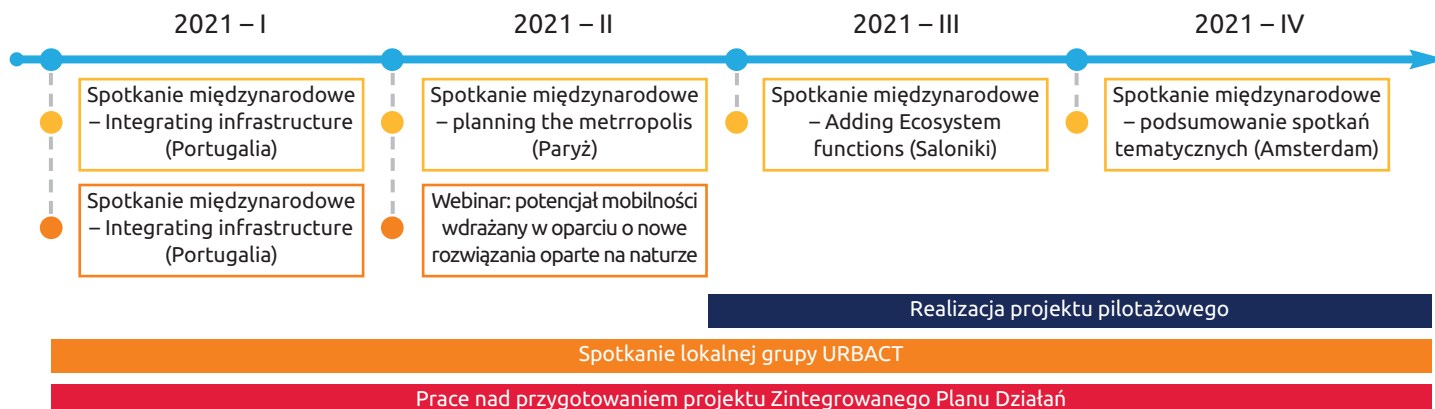 2021 – I
2021 – II
2021 – III
2021 – IV
Spotkanie międzynarodowe
– Integrating infrastructure
(Portugalia)
Spotkanie międzynarodowe
– planning the metrropolis
(Paryż)
Spotkanie międzynarodowe
– Adding Ecosystem
functions (Saloniki)
Spotkanie międzynarodowe
– podsumowanie spotkań
tematycznych (Amsterdam)
Spotkanie międzynarodowe
– Integrating infrastructure
(Portugalia)
Webinar: potencjał mobilności
wdrażany w oparciu o nowe
rozwiązania oparte na naturze
Realizacja projektu pilotażowego
Spotkanie lokalnej grupy URBACT
Prace nad przygotowaniem projektu Zintegrowanego Planu Działań